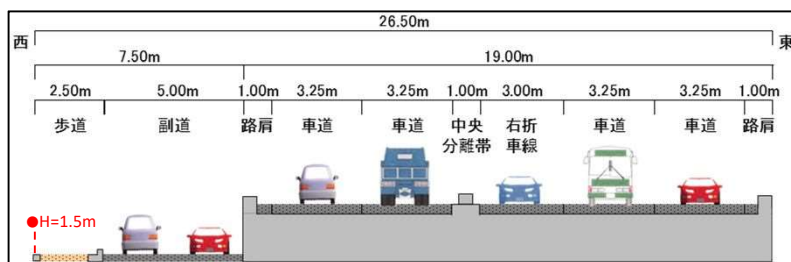 26.50m
西
東
7.50m 19.00m
2.50m 5.00m 1.00m 3.25m 3.25m 1.00m 3.00m 3.25m 3.25m 1.00m
歩道 副道 路肩 車道 車道 中央 右折 車道 車道 路肩
分離帯 車線
H=1.5m